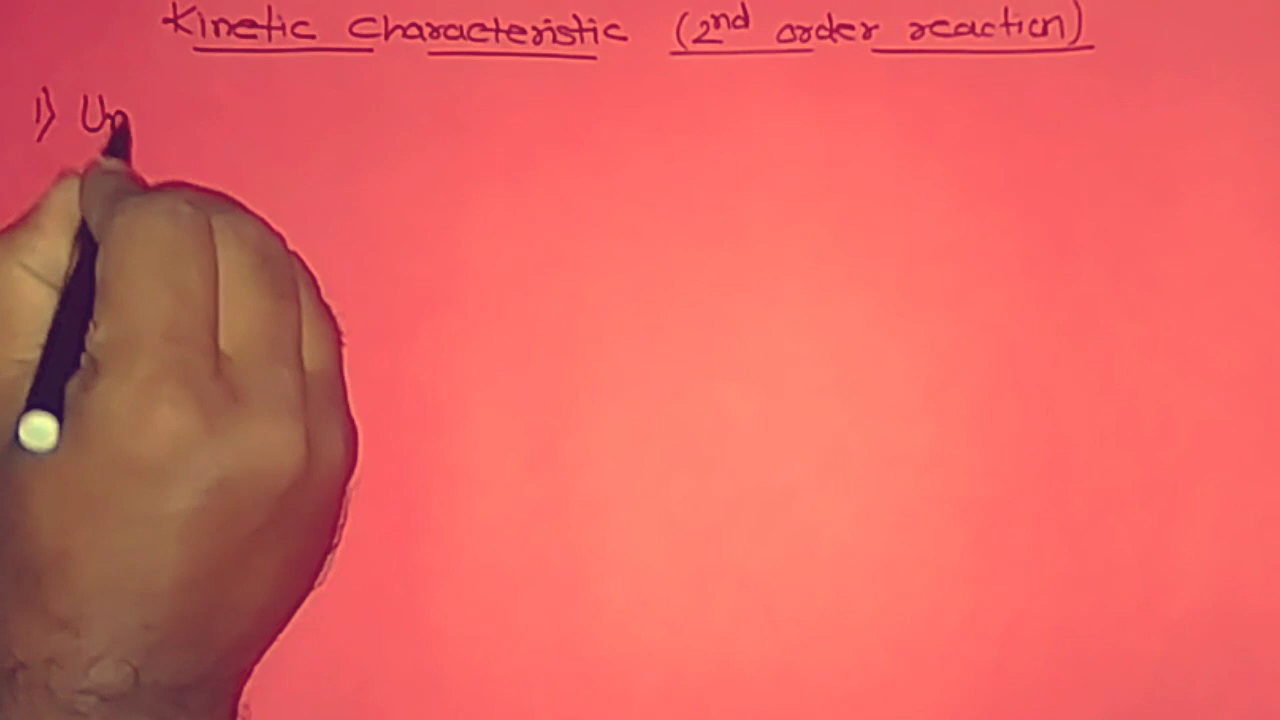 Kinetic Characteristic (2nd order reaction)
1) Un